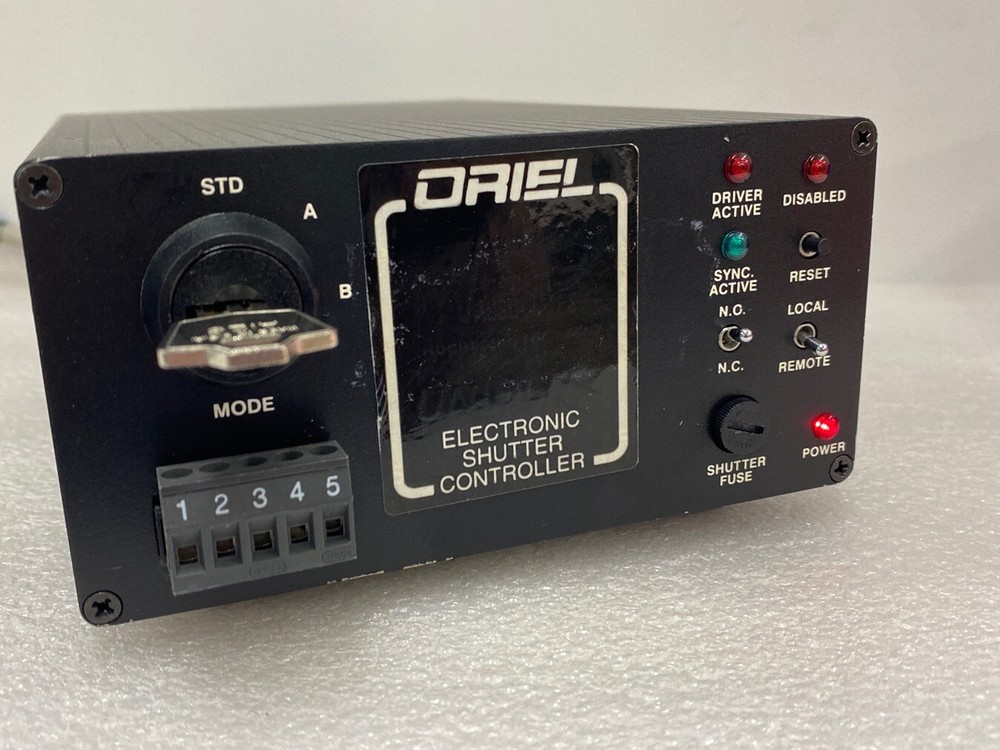 STD
A
B
MODE
1 2 3 4 5
ORIEL
ELECTRONIC
SHUTTER
CONTROLLER
DRIVER
ACTIVE
DISABLED
SYNC.
ACTIVE
RESET
N.O.
LOCAL
N.C.
REMOTE
SHUTTER
FUSE
POWER